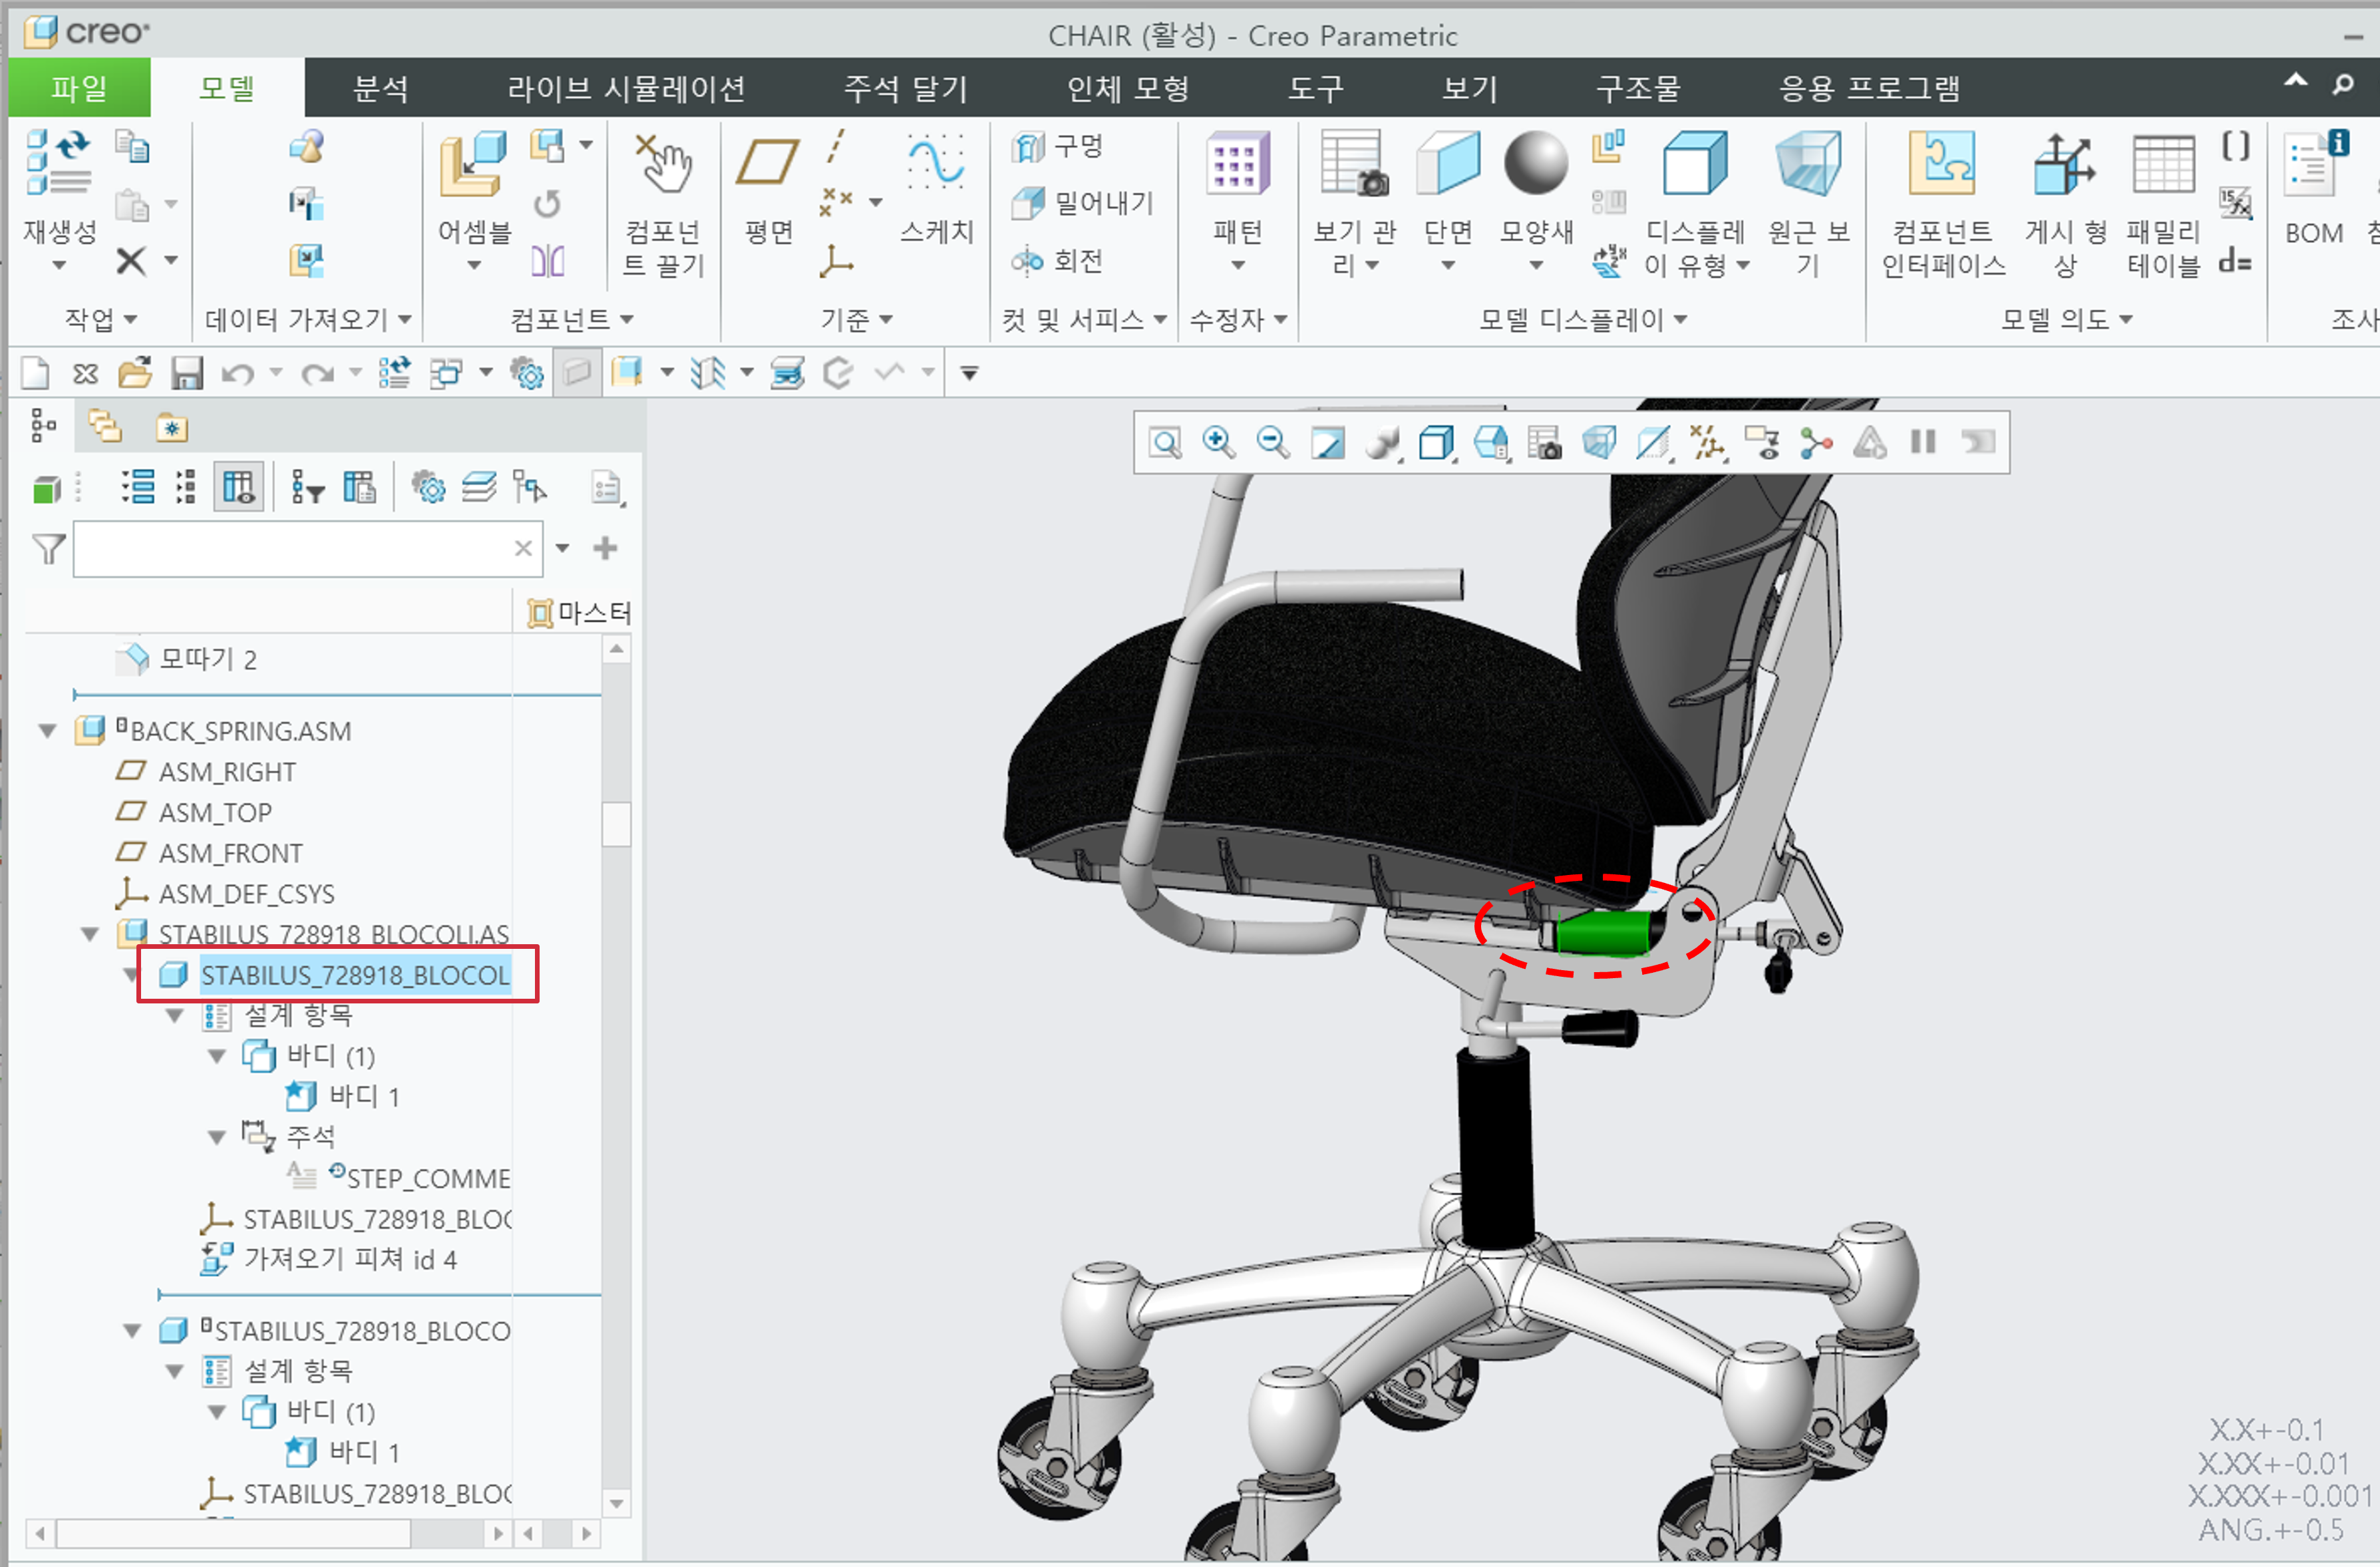 creo
CHAIR (활성) - Creo Parametric
파일 모델 분석 라이브 시뮬레이션 주석 달기 인체 모형 도구 보기 구조물 응용 프로그램
재생성
어셈블
컴포넌트 끌기
평면
스케치
구멍
밀어내기
회전
패턴
보기 관리
단면
모양새
디스플레이 유형
원근 보기
컴포넌트 인터페이스
게시 형상
패밀리 테이블
d=
BOM
작업 데이터 가져오기 컴포넌트 기준 컷 및 서피스 수정자 모델 디스플레이 모델 의도 조사
마스터
모따기 2
BACK_SPRING.ASM
ASM_RIGHT
ASM_TOP
ASM_FRONT
ASM_DEF_CSYS
STABILUS_728918_BLOCOLI.AS
STABILUS_728918_BLOCOL
설계 항목
바디 (1)
바디 1
주석
STEP_COMME
STABILUS_728918_BLOC
가져오기 피쳐 id 4
STABILUS_728918_BLOCO
설계 항목
바디 (1)
바디 1
STABILUS_728918_BLOC
X.X+-0.1
X.XX+-0.01
X.XXX+-0.001
ANG.+-0.5